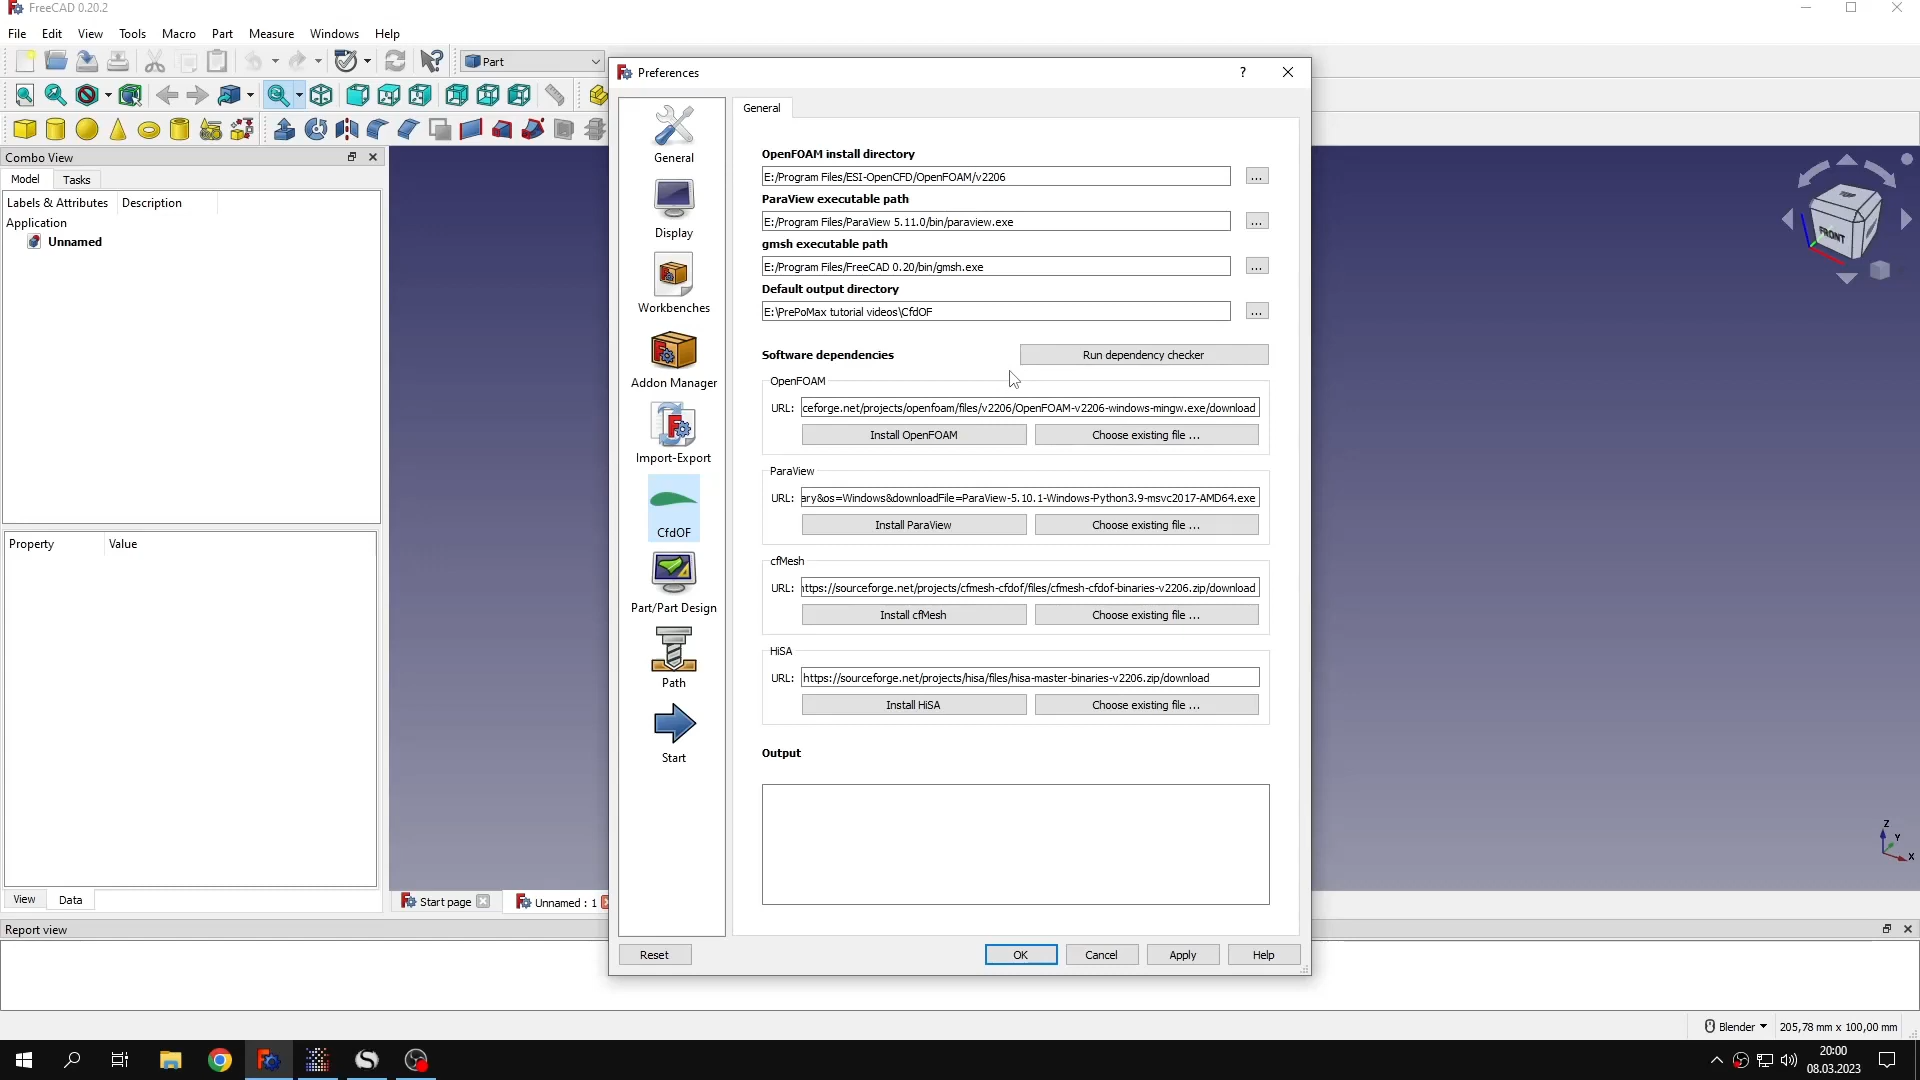 FreeCAD 0.20.2
File Edit View Tools Macro Part Measure Windows Help
Part
Combo View
Model Tasks
Labels & Attributes Description
Application
Unnamed
Property Value
View Data
Start page
Unnamed : 1
Preferences
?
General
Display
Workbenches
Addon Manager
Import-Export
CfdOF
Part/Part Design
Path
Start
General
OpenFOAM install directory
E:/Program Files/ESI-OpenCFD/OpenFOAM/v2206 ...
ParaView executable path
E:/Program Files/ParaView 5.11.0/bin/paraview.exe ...
gmsh executable path
E:/Program Files/FreeCAD 0.20/bin/gmsh.exe ...
Default output directory
E:\PrePoMax tutorial videos\CfdOF ...
Software dependencies Run dependency checker
OpenFOAM
URL: ceforge.net/projects/openfoam/files/v2206/OpenFOAM-v2206-windows-mingw.exe/download
Install OpenFOAM Choose existing file ...
ParaView
URL: ary&os=Windows&downloadFile=ParaView-5.10.1-Windows-Python3.9-msvc2017-AMD64.exe
Install ParaView Choose existing file ...
cfMesh
URL: ttps://sourceforge.net/projects/cfmesh-cfdof/files/cfmesh-cfdof-binaries-v2206.zip/download
Install cfMesh Choose existing file ...
HiSA
URL: https://sourceforge.net/projects/hisa/files/hisa-master-binaries-v2206.zip/download
Install HiSA Choose existing file ...
Output
Reset OK Cancel Apply Help
FRONT
Z
Y
X
Report view
Blender 205,78 mm x 100,00 mm
20:00
08.03.2023